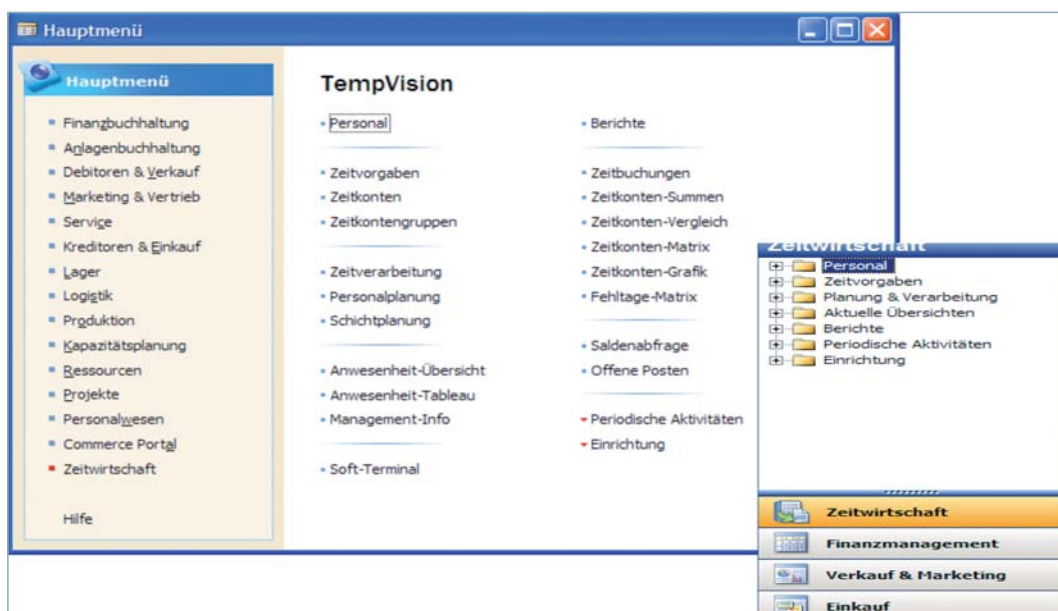 Hauptmenü
Hauptmenü
Finanzbuchhaltung
Anlagenbuchhaltung
Debitoren & Verkauf
Marketing & Vertrieb
Service
Kreditoren & Einkauf
Lager
Logistik
Produktion
Kapazitätsplanung
Ressourcen
Projekte
Personalwesen
Commerce Portal
Zeitwirtschaft
Hilfe
TempVision
Personal
Zeitvorgaben
Zeitkonten
Zeitkontengruppen
Zeitverarbeitung
Personalplanung
Schichtplanung
Anwesenheit-Übersicht
Anwesenheit-Tableau
Management-Info
Soft-Terminal
Berichte
Zeitbuchungen
Zeitkonten-Summen
Zeitkonten-Vergleich
Zeitkonten-Matrix
Zeitkonten-Grafik
Fehltage-Matrix
Saldenabfrage
Offene Posten
Periodische Aktivitäten
Einrichtung
Zeitwirtschaft
Personal
Zeitvorgaben
Planung & Verarbeitung
Aktuelle Übersichten
Berichte
Periodische Aktivitäten
Einrichtung
Zeitwirtschaft
Finanzmanagement
Verkauf & Marketing
Einkauf